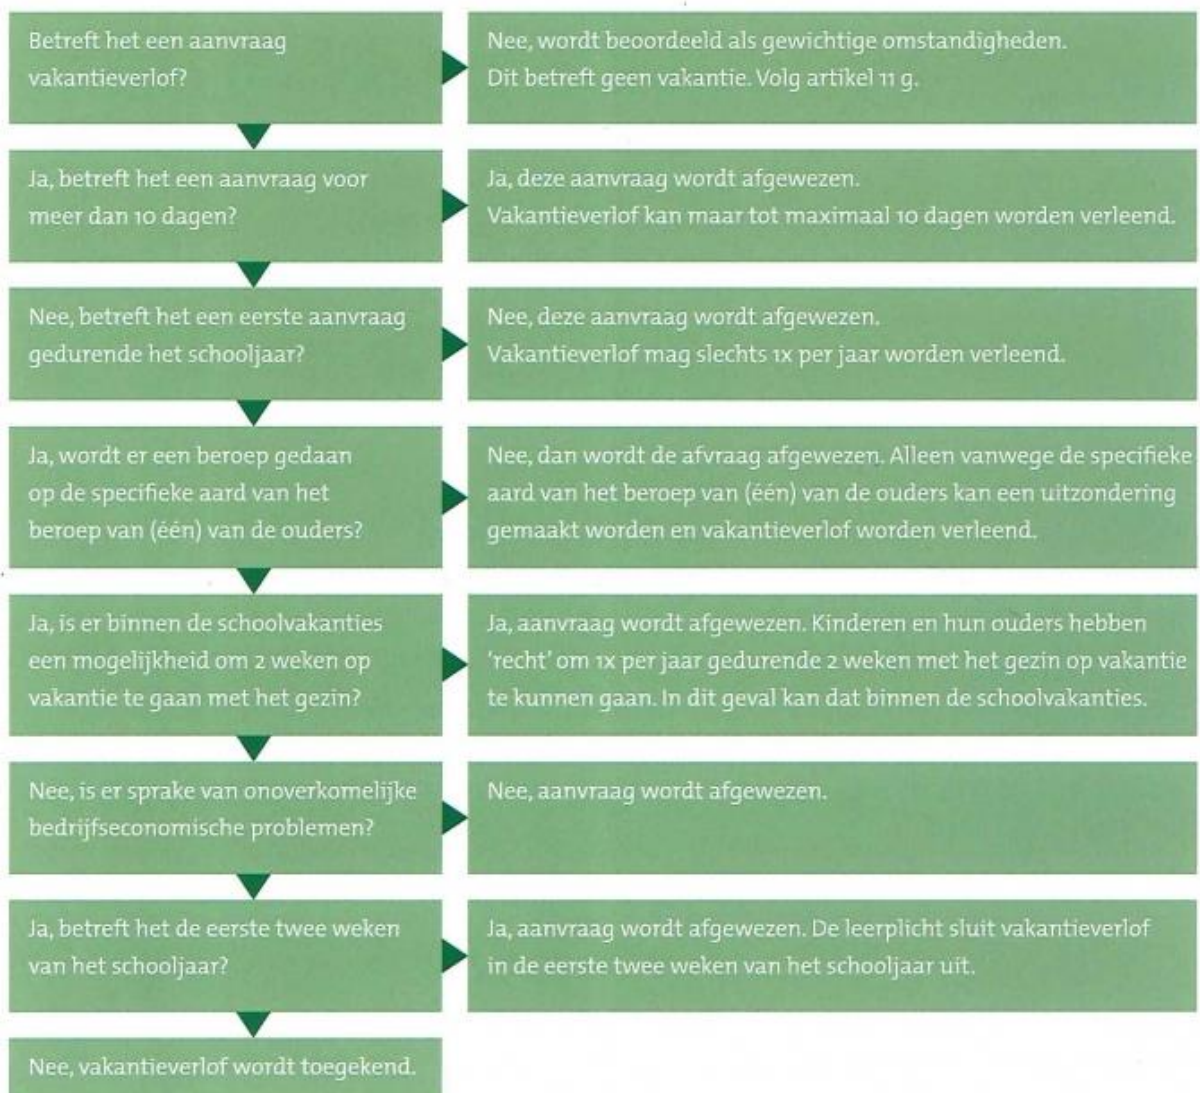 Betreft het een aanvraag
vakantieverlof?
Nee, wordt beoordeeld als gewichtige omstandigheden.
Dit betreft geen vakantie. Volg artikel 11 g.
Ja, betreft het een aanvraag voor
meer dan 10 dagen?
Ja, deze aanvraag wordt afgewezen.
Vakantieverlof kan maar tot maximaal 10 dagen worden verleend.
Nee, betreft het een eerste aanvraag
gedurende het schooljaar?
Nee, deze aanvraag wordt afgewezen.
Vakantieverlof mag slechts 1x per jaar worden verleend.
Ja, wordt er een beroep gedaan
op de specifieke aard van het
beroep van (één) van de ouders?
Nee, dan wordt de afvraag afgewezen. Alleen vanwege de specifieke
aard van het beroep van (één) van de ouders kan een uitzondering
gemaakt worden en vakantieverlof worden verleend.
Ja, is er binnen de schoolvakanties
een mogelijkheid om 2 weken op
vakantie te gaan met het gezin?
Ja, aanvraag wordt afgewezen. Kinderen en hun ouders hebben
'recht' om 1x per jaar gedurende 2 weken met het gezin op vakantie
te kunnen gaan. In dit geval kan dat binnen de schoolvakanties.
Nee, is er sprake van onoverkomelijke
bedrijfseconomische problemen?
Nee, aanvraag wordt afgewezen.
Ja, betreft het de eerste twee weken
van het schooljaar?
Ja, aanvraag wordt afgewezen. De leerplicht sluit vakantieverlof
in de eerste twee weken van het schooljaar uit.
Nee, vakantieverlof wordt toegekend.